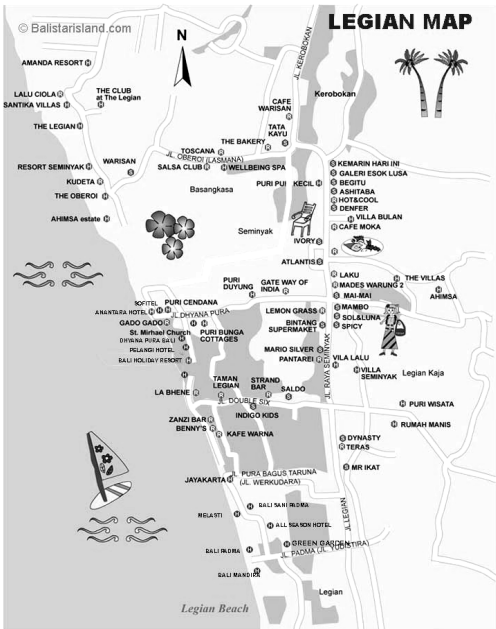 © Balistarisland.com
LEGIAN MAP
N
JL. KEROBOKAN
AMANDA RESORT H
Kerobokan
LALU CIOLA R
THE CLUB
at The Legian
H
SANTIKA VILLAS H
CAFE
WARISAN
R
THE LEGIAN H
TATA
KAYU
S
THE BAKERY R
TOSCANA R
JL. OBEROI (LASMANA)
WARISAN
S
RESORT SEMINYAK H
SALSA CLUB R
H WELLBEING SPA
S KEMARIN HARI INI
S GALERI ESOK LUSA
KUDETA R
Basangkasa
PURI PUI KECIL H
S BEGITU
S ASHITABA
THE OBEROI H
R HOT&COOL
S DENFER
AHIMSA estate H
H VILLA BULAN
R CAFE MOKA
Seminyak
IVORY S
R
ATLANTIS S
R LAKU
H THE VILLAS
PURI
DUYUNG
H
GATE WAY OF
INDIA R
R MADES WARUNG 2
S MAI-MAI
H
AHIMSA
SOFITEL
PURI CENDANA
ANANTARA HOTEL H H R
JL. DHYANA PURA
LEMON GRASS R
S MAMBO
S SOL&LUNA
S SPICY
GADO GADO R
H H
BINTANG
SUPERMAKET S
St. Mirhael Church
PURI BUNGA
COTTAGES
DHYANA PURA BALI H
PELANGI HOTEL H
MARIO SILVER S
PANTAREI R
JL. RAYA SEMINYAK
BALI HOLIDAY RESORT H
VILA LALU
H
H VILLA
SEMINYAK
Legian Kaja
H
TAMAN
LEGIAN
R
STRAND
BAR
R
SALDO
S
LA BHENE R
JL. DOUBLE SIX
S
INDIGO KIDS
H PURI WISATA
ZANZI BAR R
BENNY'S R
R KAFE WARNA
H RUMAH MANIS
S DYNASTY
R TERAS
S MR IKAT
JAYAKARTA H
JL. PURA BAGUS TARUNA
(JL. WERKUDARA)
JL. LEGIAN
H BALI SANI PADMA
MELASTI H
H ALL SEASON HOTEL
H GREEN GARDEN
BALI PADMA H
JL. PADMA (JL. YUDISTIRA)
BALI MANDIRA H
Legian
Legian Beach